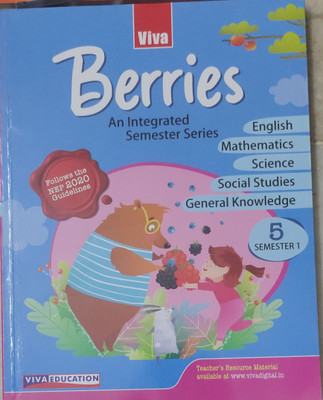 Viva
Berries
An Integrated
Semester Series
English
Mathematics
Science
Social Studies
General Knowledge
Follows the
NEP 2020
Guidelines
5
SEMESTER 1
Teacher's Resource Material
available at www.vivadigital.in
VIVA EDUCATION